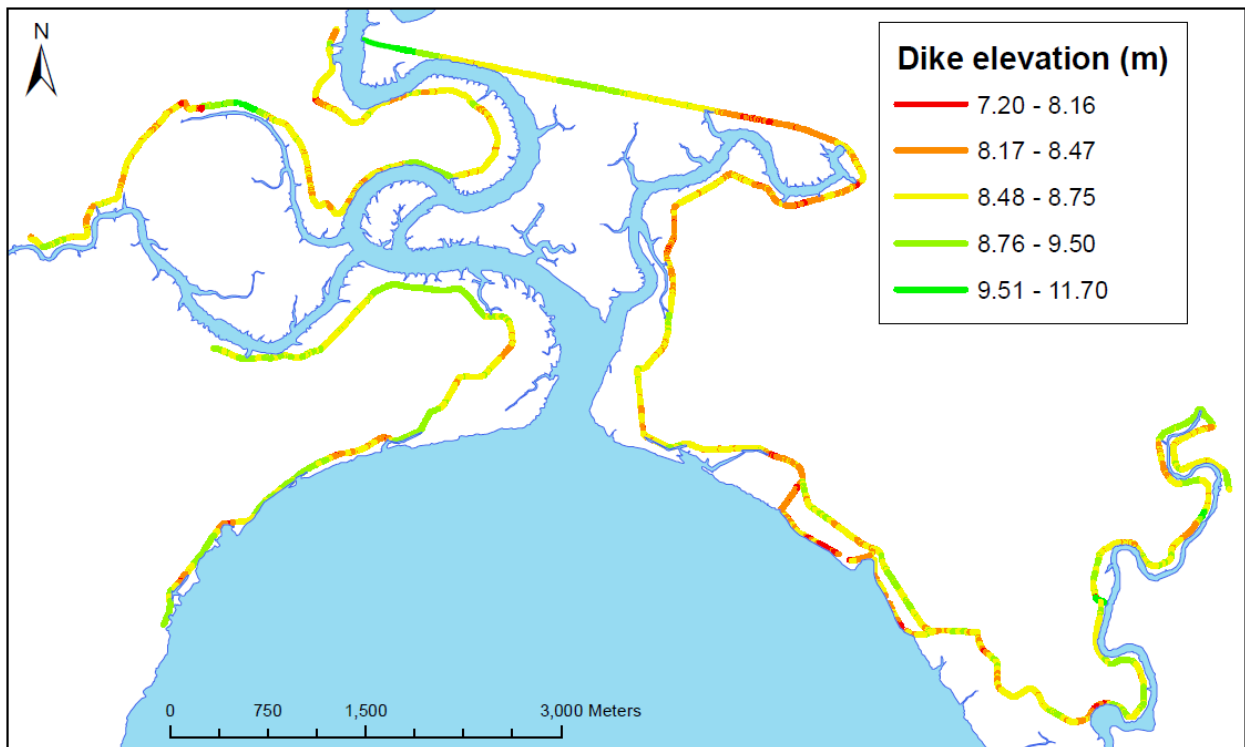 N
Dike elevation (m)
7.20 - 8.16
8.17 - 8.47
8.48 - 8.75
8.76 - 9.50
9.51 - 11.70
0 750 1,500 3,000 Meters